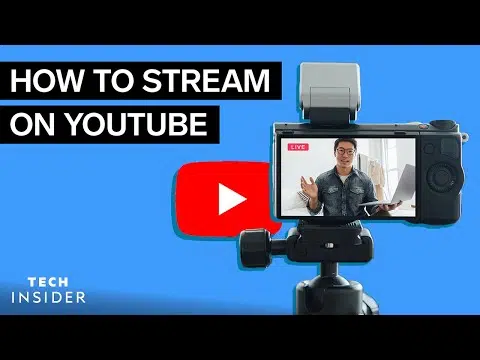 HOW TO STREAM
ON YOUTUBE
LIVE
TECH
INSIDER